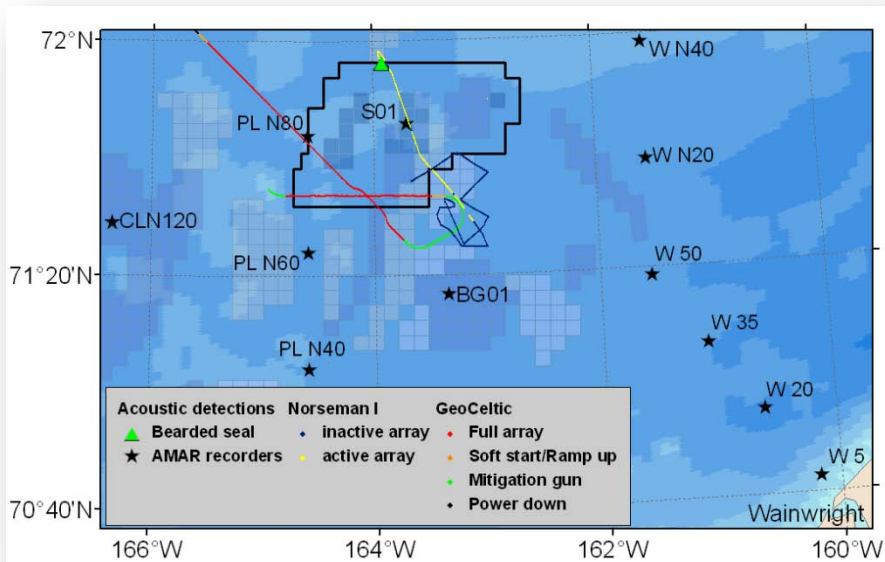 72°N
W N40
S01
PL N80
W N20
CLN120
PL N60
71°20'
BG01
W 50
W 35
PL N40
W 20
W 5
Wainwright
70°40'
166°W
164°W
162°W
160°W
Acoustic detections
Bearded seal
AMAR recorders
Norseman I
inactive array
active array
GeoCeltic
Full array
Soft start/Ramp up
Mitigation gun
Power down